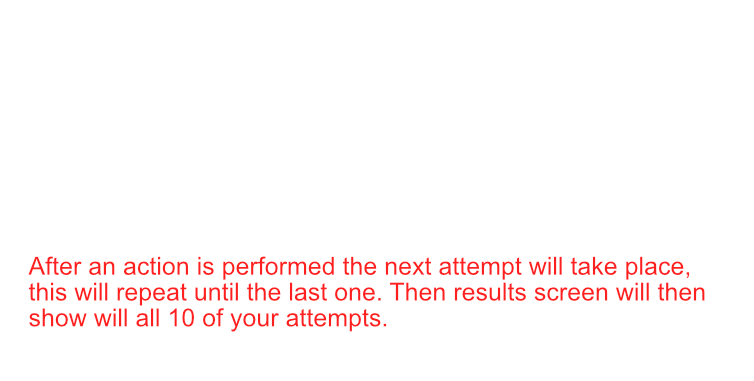 After an action is performed the next attempt will take place,
this will repeat until the last one. Then results screen will then
show will all 10 of your attempts.